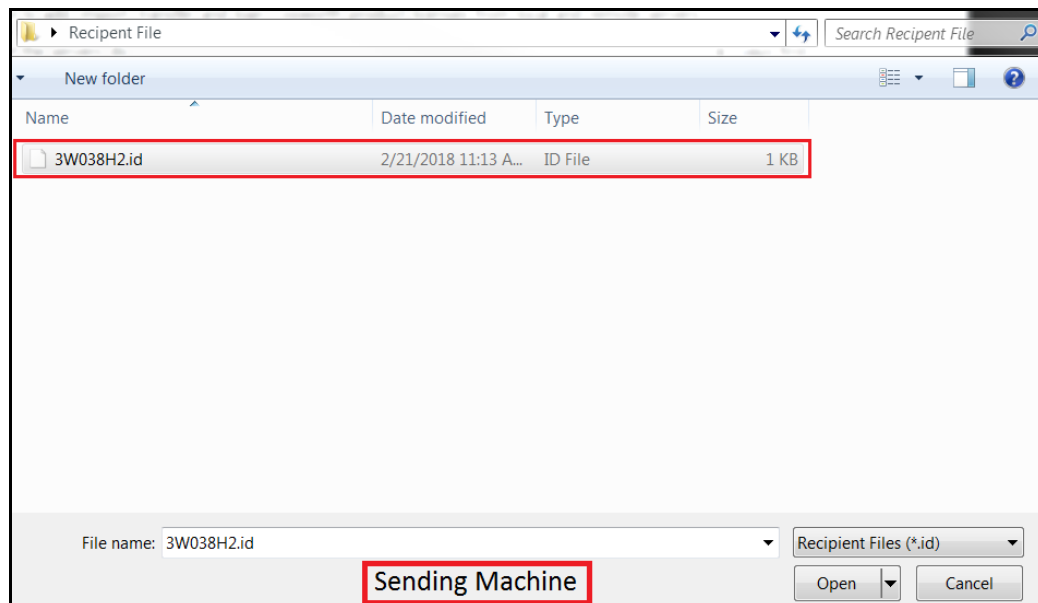 Recipent File
Search Recipent File
New folder
Name Date modified Type Size
3W038H2.id 2/21/2018 11:13 A... ID File 1 KB
File name: 3W038H2.id Recipient Files (*.id)
Sending Machine
Open Cancel